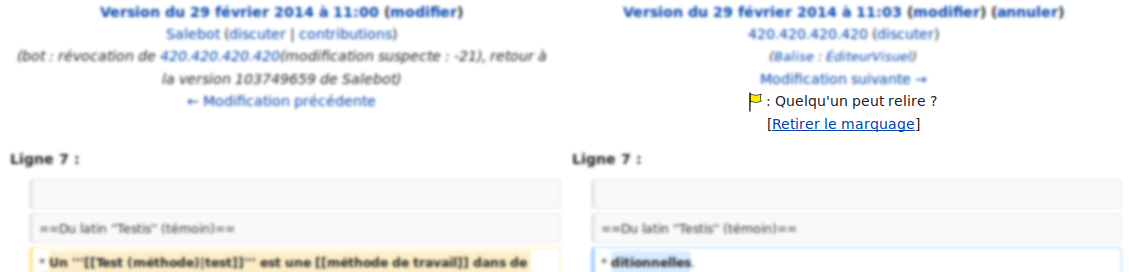 Version du 29 février 2014 à 11:00 (modifier)
Salebot (discuter | contributions)
(bot : révocation de 420.420.420.420(modification suspecte : -21), retour à
la version 103749659 de Salebot)
← Modification précédente
Ligne 7 :
==Du latin "Testis" (témoin)==
* Un '''[[Test (méthode)|test]]''' est une [[méthode de travail]] dans de
Version du 29 février 2014 à 11:03 (modifier) (annuler)
420.420.420.420 (discuter)
(Balise : ÉditeurVisuel)
Modification suivante →
: Quelqu'un peut relire ?
[Retirer le marquage]
Ligne 7 :
==Du latin "Testis" (témoin)==
* ditionnelles.